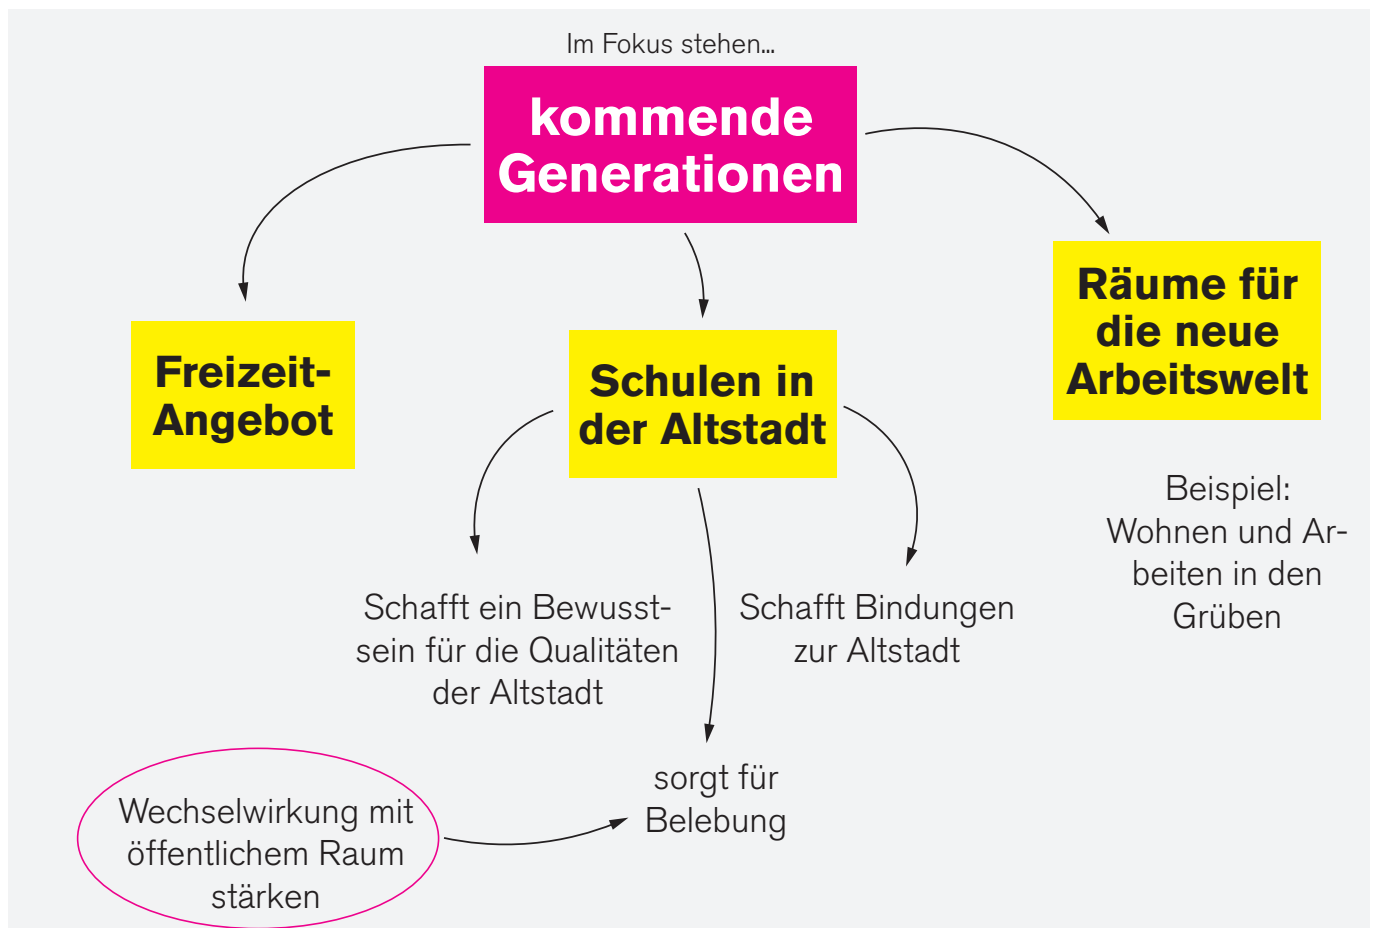 Im Fokus stehen...
kommende
Generationen
Freizeit-
Angebot
Schulen in
der Altstadt
Räume für
die neue
Arbeitswelt
Beispiel:
Wohnen und Ar-
beiten in den
Grüben
Schafft ein Bewusst-
sein für die Qualitäten
der Altstadt
Schafft Bindungen
zur Altstadt
sorgt für
Belebung
Wechselwirkung mit
öffentlichem Raum
stärken